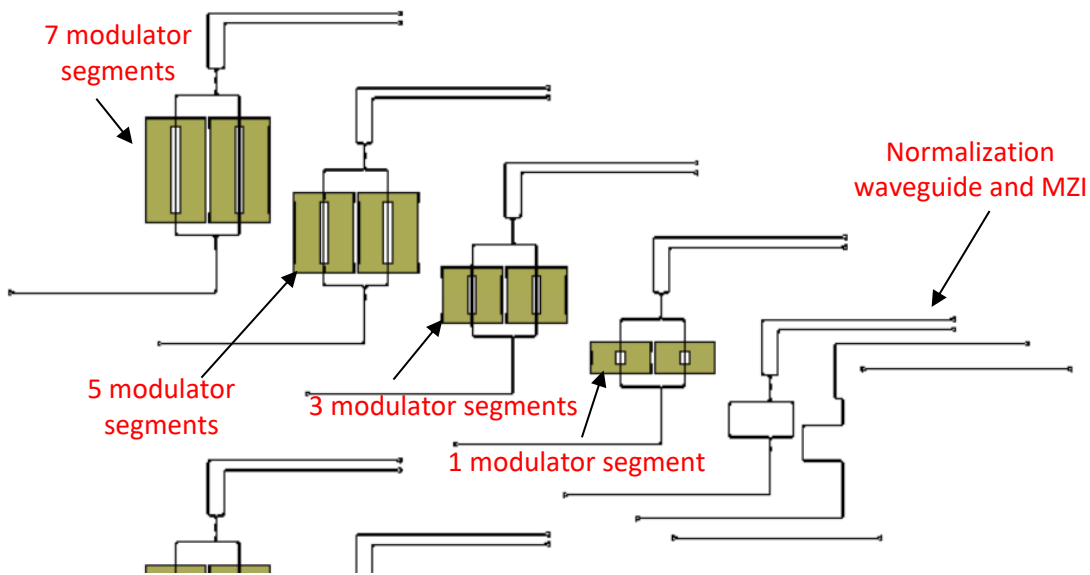 7 modulator
segments
Normalization
waveguide and MZI
5 modulator
segments
3 modulator segments
1 modulator segment